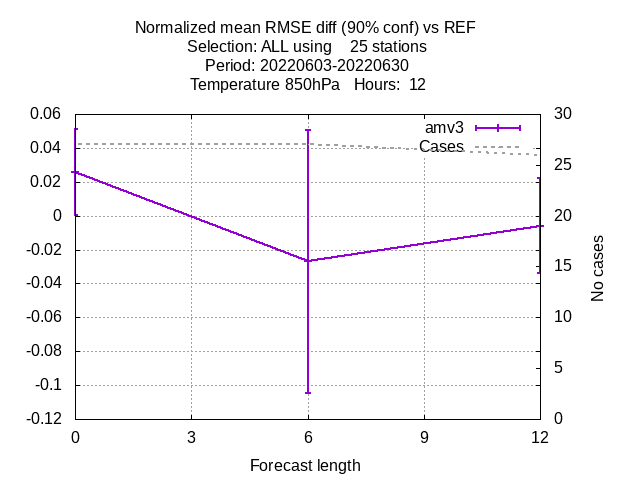 Normalized mean RMSE diff (90% conf) vs REF
Selection: ALL using    25 stations
Period: 20220603-20220630
Temperature 850hPa   Hours:  12
0.06
0.04
0.02
0
-0.02
-0.04
-0.06
-0.08
-0.1
-0.12
amv3
Cases
30
25
20
15
10
5
0
No cases
0 3 6 9 12
Forecast length